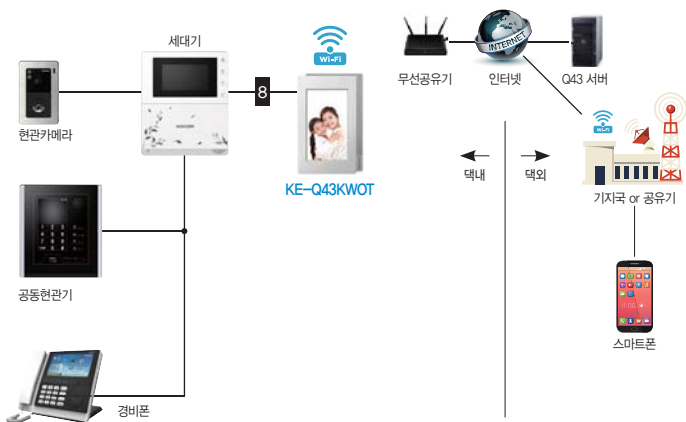 세대기
Wi-Fi
INTERNET
무선공유기
인터넷
Q43 서버
8
현관카메라
KE-Q43KWOT
Wi-Fi
댁내
댁외
기지국 or 공유기
공동현관기
스마트폰
경비폰